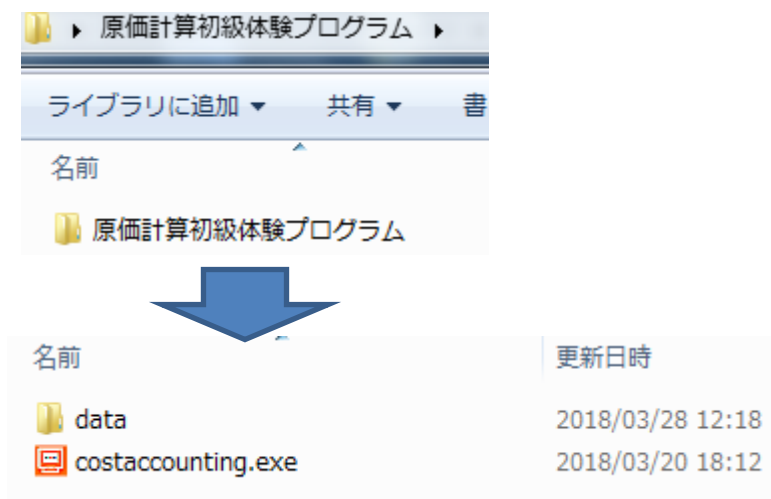 原価計算初級体験プログラム
ライブラリに追加 共有 書
名前
原価計算初級体験プログラム
名前 更新日時
data 2018/03/28 12:18
costaccounting.exe 2018/03/20 18:12